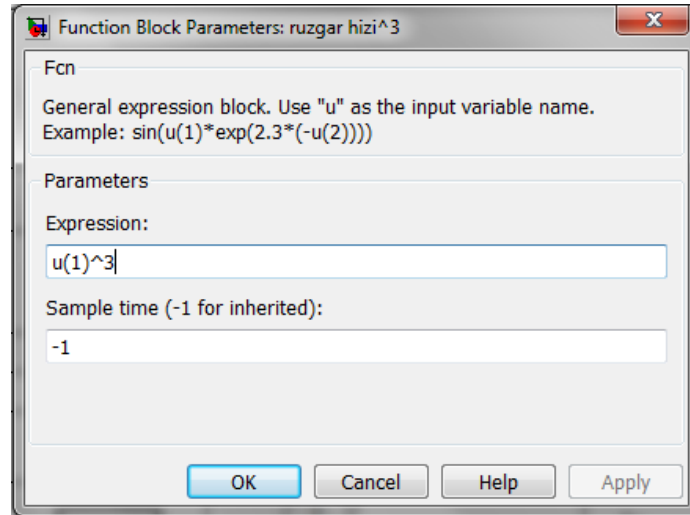 Function Block Parameters: ruzgar hizi^3
Fcn
General expression block. Use "u" as the input variable name.
Example: sin(u(1)*exp(2.3*(-u(2))))
Parameters
Expression:
u(1)^3
Sample time (-1 for inherited):
-1
OK Cancel Help Apply